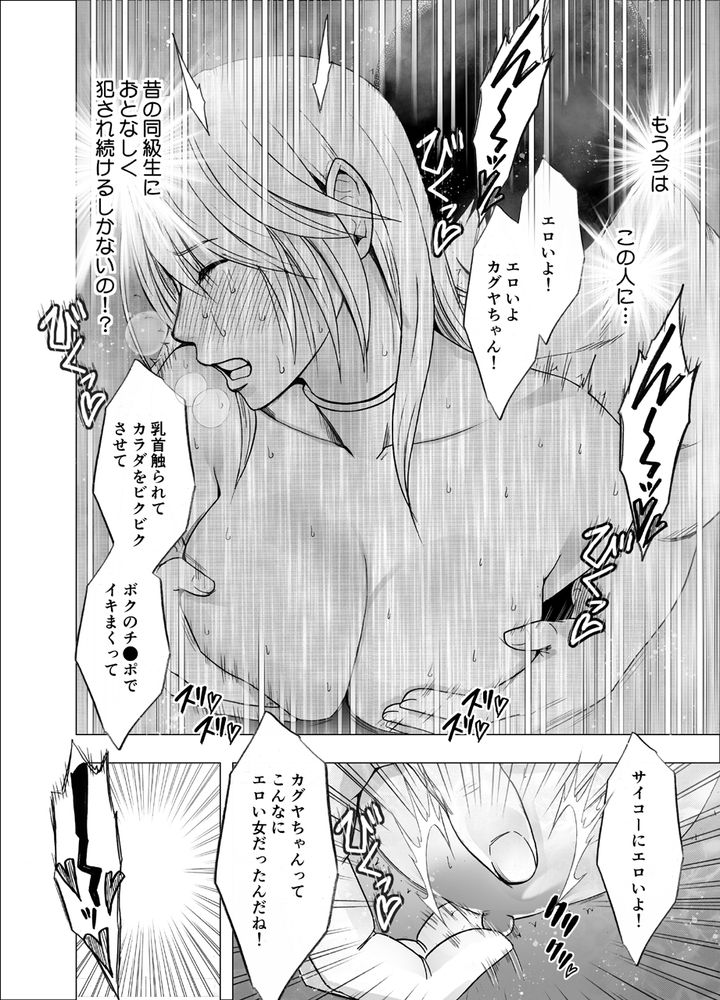 もう今は
この人に…
んん～～ッ
びくっ
エロいよ！
エロいよ
カグヤちゃん！
んん～～ッ
びくっ
昔の同級生に
おとなしく
犯され続けるしかないの！？
びくっ
乳首触られて
カラダをビクビク
させて
ボクのチ●ポで
イキまくって
ズリ♡
ズリ♡
ズリ♡
ズリ♡
サイコーにエロいよ！
びくっ
カグヤちゃんって
こんなに
エロい女だったんだね！